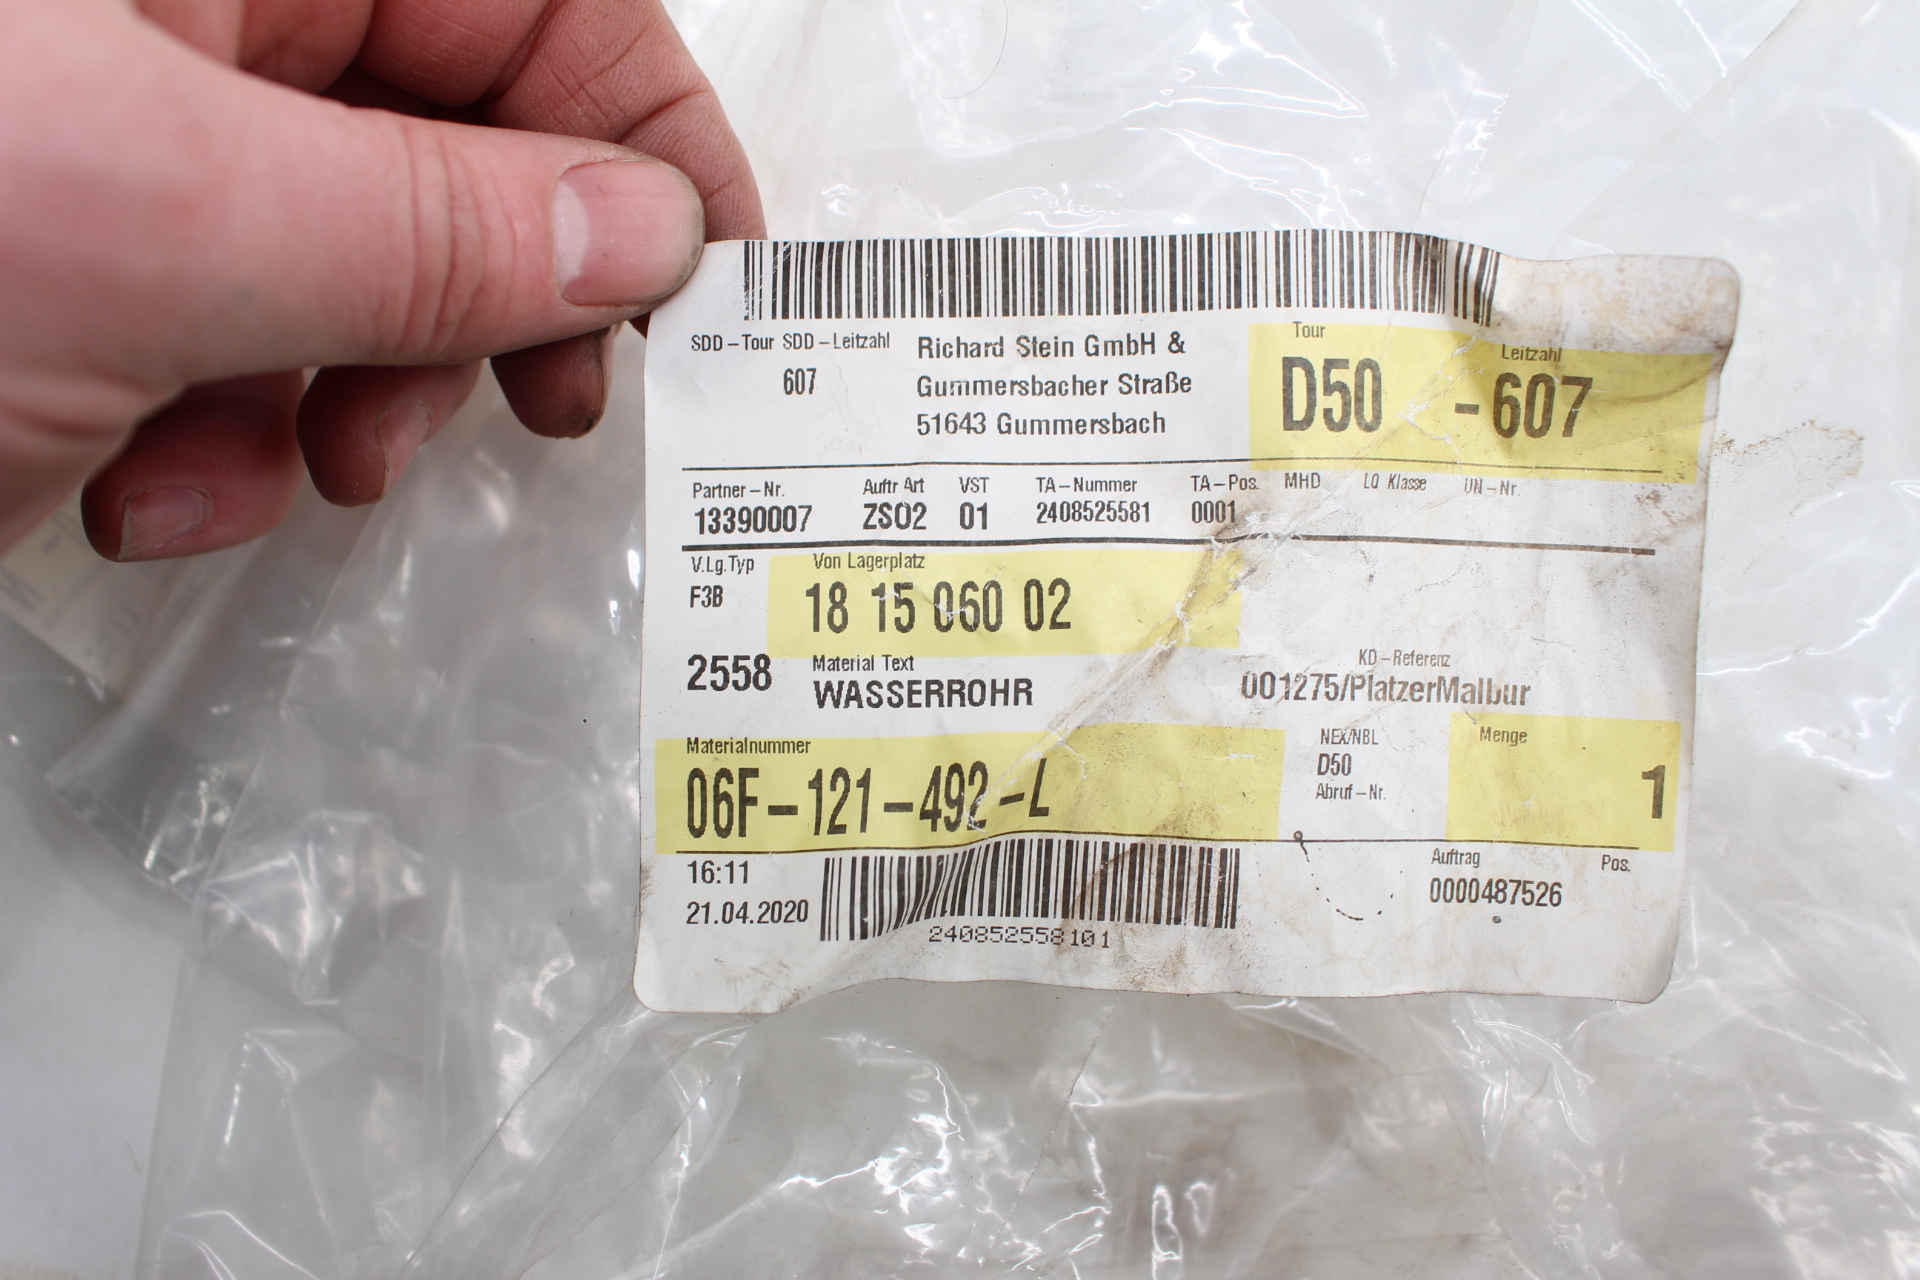 SDD-Tour SDD-Leitzahl
607
Richard Stein GmbH &
Gummersbacher Straße
51643 Gummersbach
Tour Leitzahl
D50 -607
Partner-Nr. Auftr Art VST TA-Nummer TA-Pos. MHD LQ Klasse UN-Nr.
13390007 ZSO2 01 2408525581 0001
V.Lg.Typ Von Lagerplatz
F3B 18 15 060 02
Material Text KD-Referenz
2558 WASSERROHR 001275/PlatzerMalbur
Materialnummer NEX/NBL Menge
06F-121-492-L D50 1
Abruf-Nr.
16:11 Auftrag Pos.
21.04.2020 0000487526
240852558101